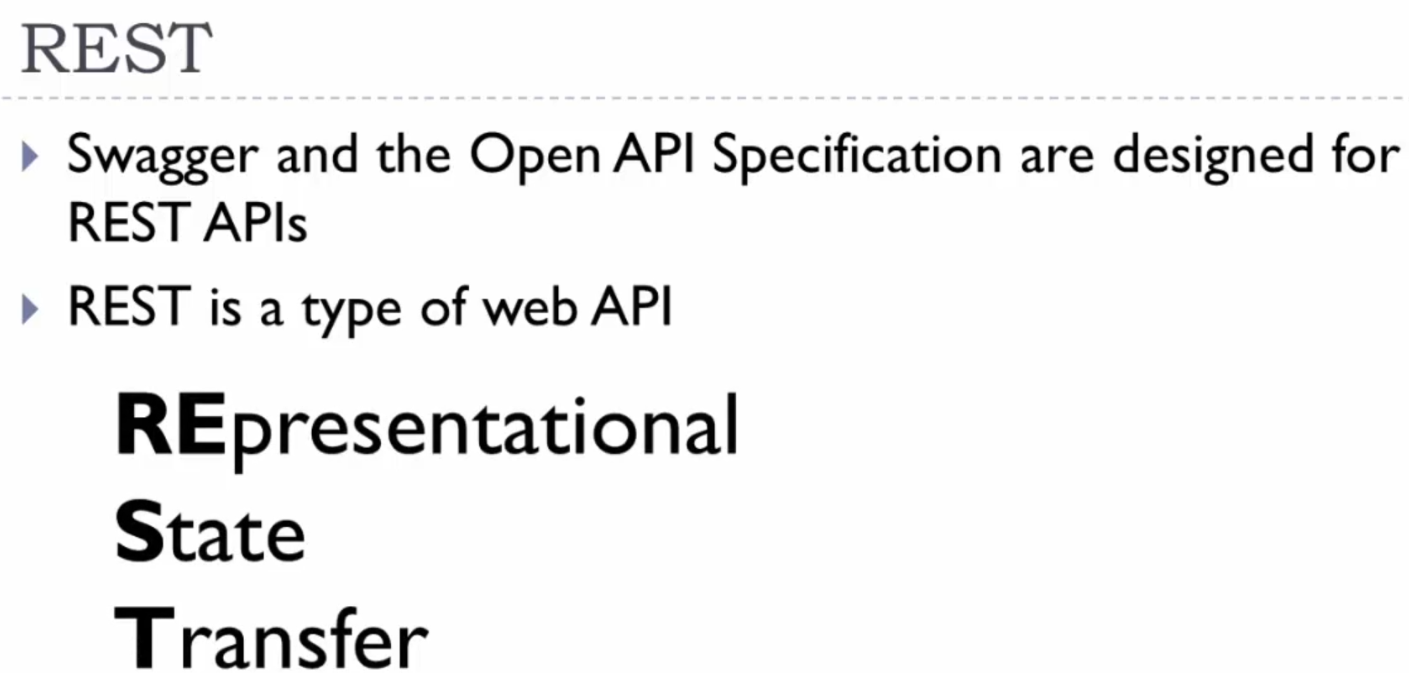 REST
Swagger and the Open API Specification are designed for
REST APIs
REST is a type of web API
REpresentational
State
Transfer